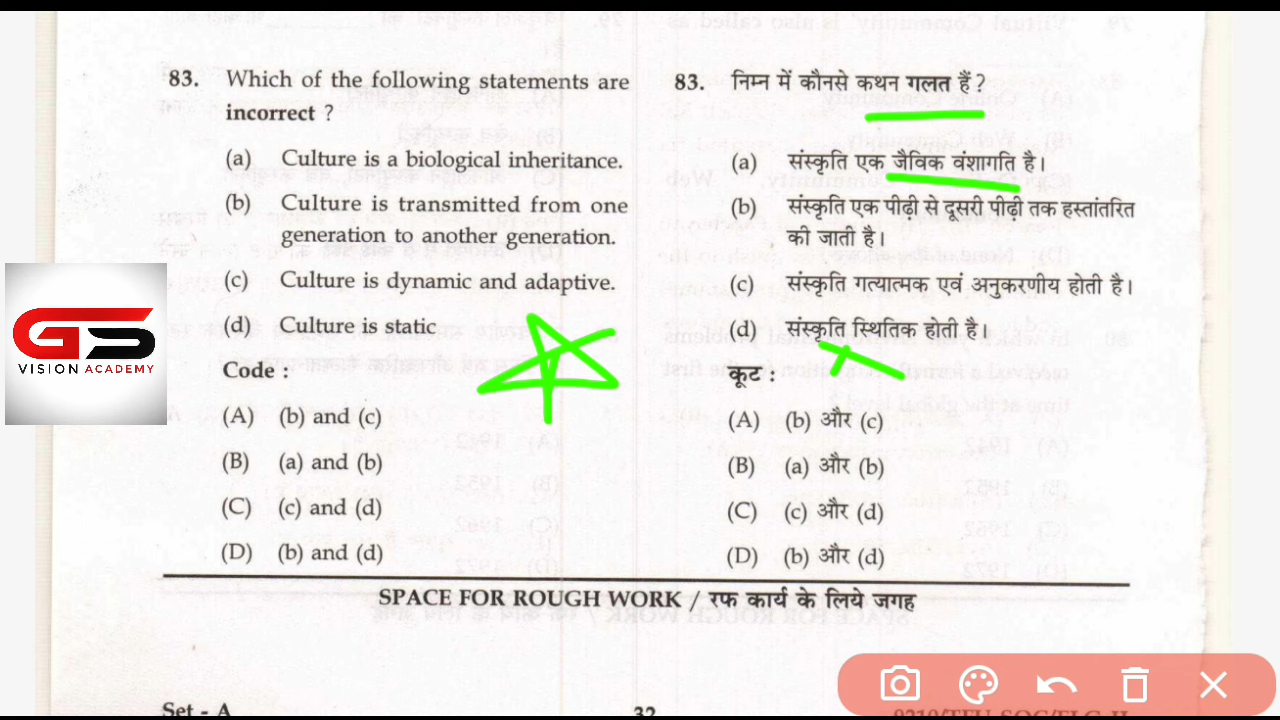 83. Which of the following statements are
incorrect ?
(a) Culture is a biological inheritance.
(b) Culture is transmitted from one
generation to another generation.
(c) Culture is dynamic and adaptive.
(d) Culture is static
Code :
(A) (b) and (c)
(B) (a) and (b)
(C) (c) and (d)
(D) (b) and (d)
83. निम्न में कौनसे कथन गलत हैं ?
(a) संस्कृति एक जैविक वंशागति है।
(b) संस्कृति एक पीढ़ी से दूसरी पीढ़ी तक हस्तांतरित
की जाती है।
(c) संस्कृति गत्यात्मक एवं अनुकरणीय होती है।
(d) संस्कृति स्थितिक होती है।
कूट :
(A) (b) और (c)
(B) (a) और (b)
(C) (c) और (d)
(D) (b) और (d)
SPACE FOR ROUGH WORK / रफ कार्य के लिये जगह
Set - A
32
GS
VISION ACADEMY